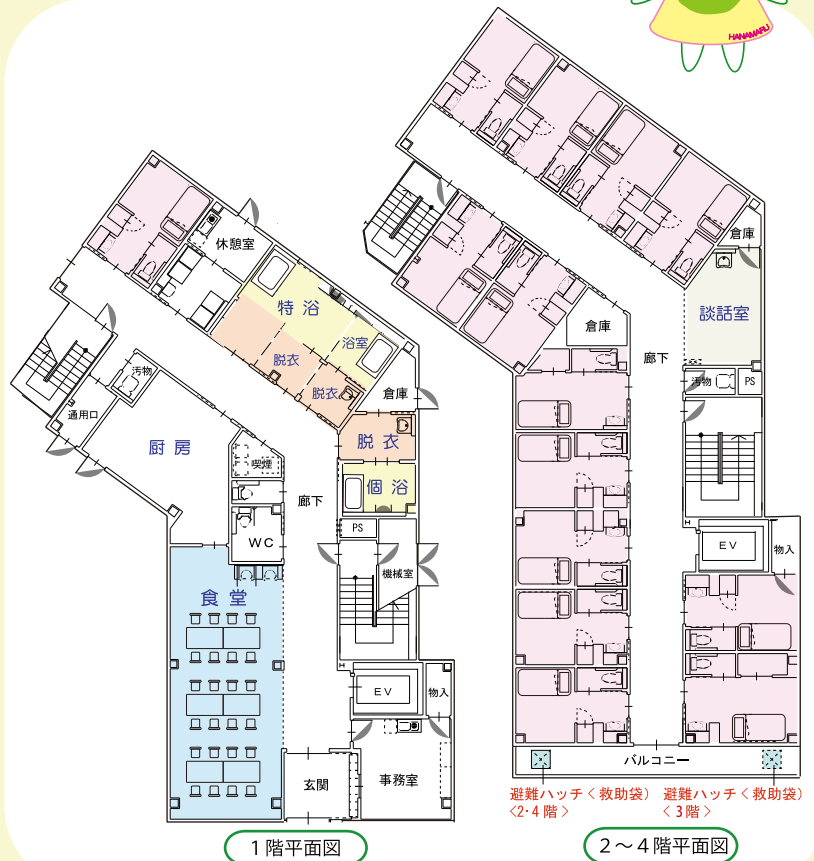 HANAMARU
休憩室
特浴
浴室
脱衣
脱衣
倉庫
汚物
通用口
厨房
喫煙
脱衣
個浴
廊下
WC
PS
機械室
食堂
EV
物入
玄関
事務室
1階平面図
倉庫
談話室
倉庫
廊下
汚物
PS
EV
物入
バルコニー
避難ハッチ<救助袋)
<2・4階>
避難ハッチ<救助袋)
<3階>
2〜4階平面図